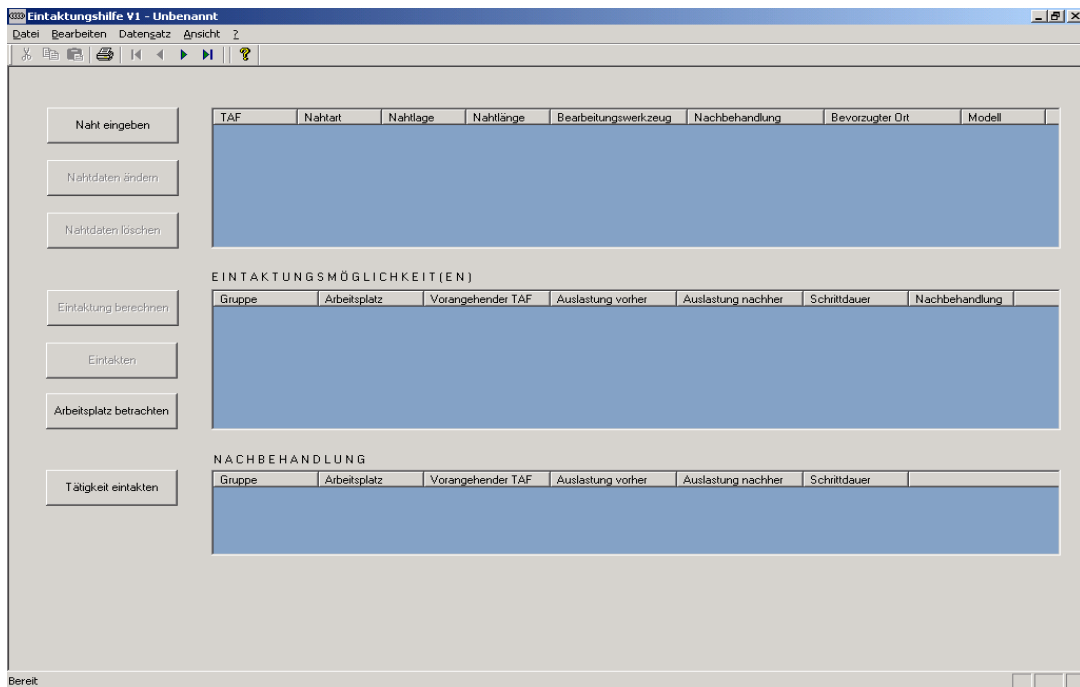 Eintaktungshilfe V1 - Unbenannt
Datei Bearbeiten Datensatz Ansicht ?
Naht eingeben
TAF Nahtart Nahtlage Nahtlänge Bearbeitungswerkzeug Nachbehandlung Bevorzugter Ort Modell
Nahtdaten ändern
Nahtdaten löschen
EINTAKTUNGSMÖGLICHKEIT(EN)
Eintaktung berechnen
Gruppe Arbeitsplatz Vorangehender TAF Auslastung vorher Auslastung nachher Schrittdauer Nachbehandlung
Eintakten
Arbeitsplatz betrachten
NACHBEHANDLUNG
Tätigkeit eintakten
Gruppe Arbeitsplatz Vorangehender TAF Auslastung vorher Auslastung nachher Schrittdauer
Bereit